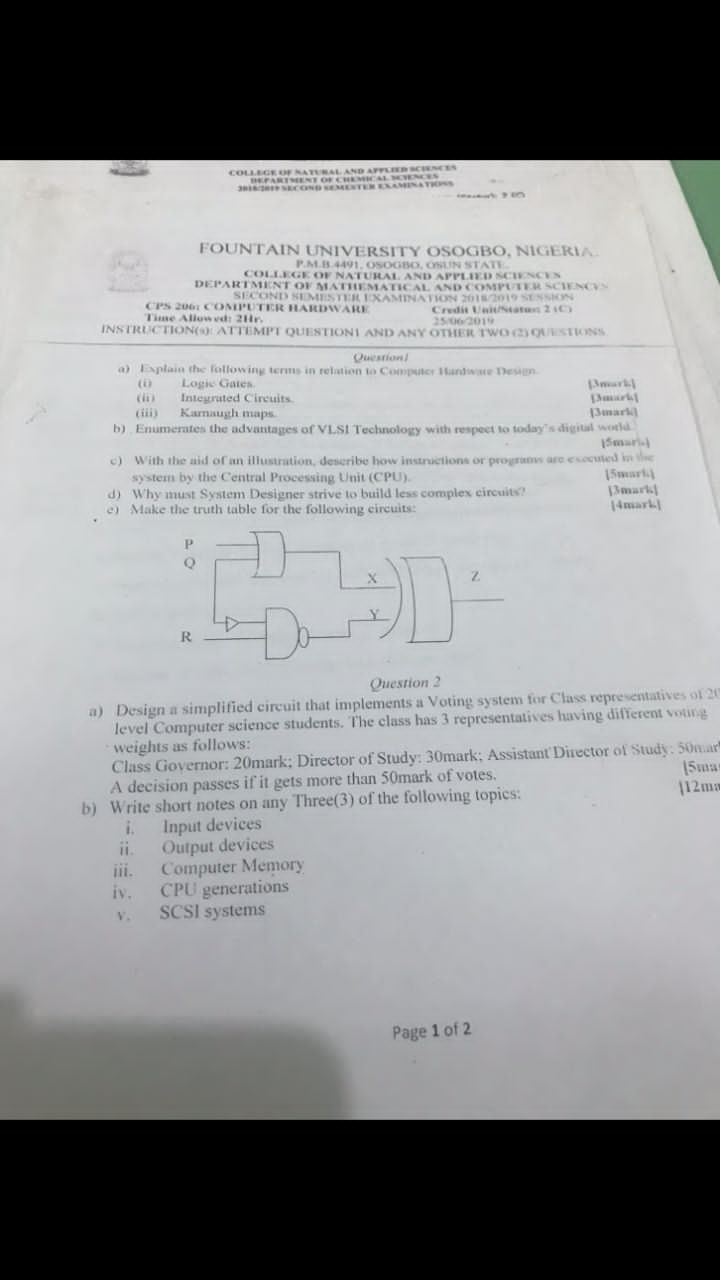 COLLEGE OF NATURAL AND APPLIED SCIENCES
DEPARTMENT OF CHEMICAL SCIENCES
2018/2019 SECOND SEMESTER EXAMINATIONS
FOUNTAIN UNIVERSITY OSOGBO, NIGERIA.
P.M.B.4491, OSOGBO, OSUN STATE.
COLLEGE OF NATURAL AND APPLIED SCIENCES
DEPARTMENT OF MATHEMATICAL AND COMPUTER SCIENCES
SECOND SEMESTER EXAMINATION 2018/2019 SESSION
CPS 206: COMPUTER HARDWARE Credit Unit/Status: 2 (C)
Time Allowed: 2Hr. 25/06/2019
INSTRUCTION(s): ATTEMPT QUESTION1 AND ANY OTHER TWO (2) QUESTIONS
Question1
a) Explain the following terms in relation to Computer Hardware Design.
(i) Logic Gates. [3mark]
(ii) Integrated Circuits. [3mark]
(iii) Karnaugh maps. [3mark]
b) Enumerates the advantages of VLSI Technology with respect to today's digital world.
[5mark]
c) With the aid of an illustration, describe how instructions or programs are executed in the
system by the Central Processing Unit (CPU). [5mark]
d) Why must System Designer strive to build less complex circuits? [3mark]
e) Make the truth table for the following circuits: [4mark]
P
Q
X
Z
Y
R
Question 2
a) Design a simplified circuit that implements a Voting system for Class representatives of 20
level Computer science students. The class has 3 representatives having different voting
weights as follows:
Class Governor: 20mark; Director of Study: 30mark; Assistant Director of Study: 50mar
A decision passes if it gets more than 50mark of votes. [5ma
b) Write short notes on any Three(3) of the following topics: [12ma
i. Input devices
ii. Output devices
iii. Computer Memory
iv. CPU generations
v. SCSI systems
Page 1 of 2